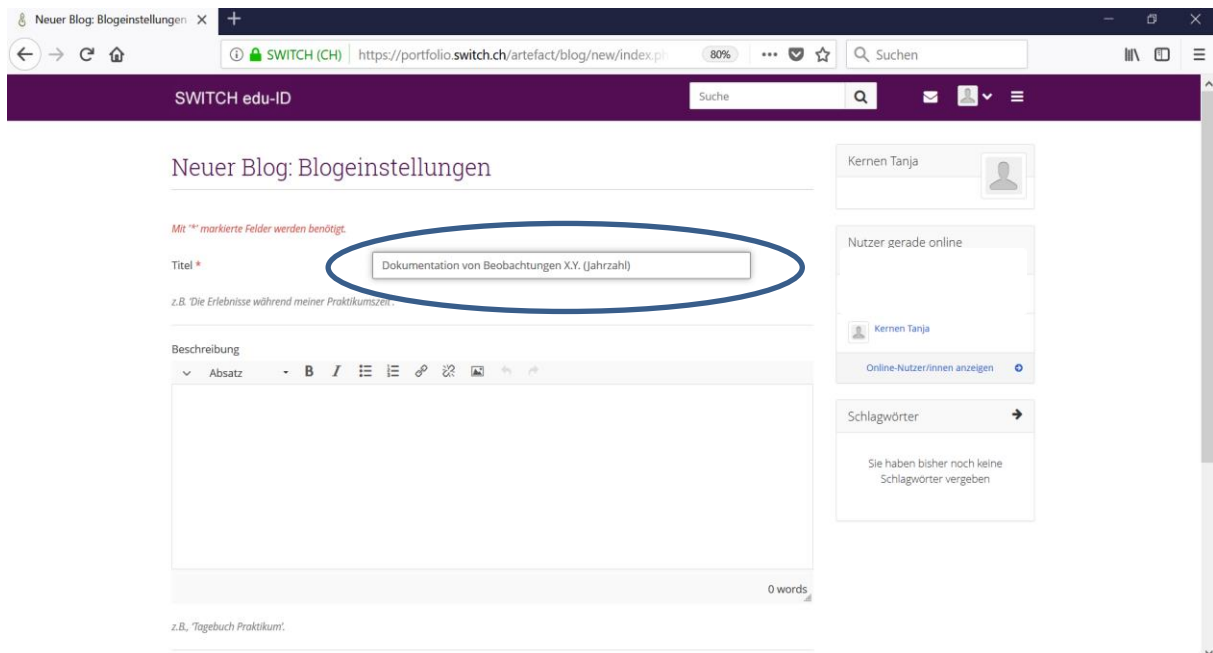 Neuer Blog: Blogeinstellungen
SWITCH (CH) https://portfolio.switch.ch/artefact/blog/new/index.ph 80% Suchen
SWITCH edu-ID Suche
Neuer Blog: Blogeinstellungen
Kernen Tanja
Mit '*' markierte Felder werden benötigt.
Nutzer gerade online
Titel * Dokumentation von Beobachtungen X.Y. (Jahrzahl)
z.B. 'Die Erlebnisse während meiner Praktikumszeit'.
Kernen Tanja
Beschreibung
Online-Nutzer/innen anzeigen
Absatz B I
Schlagwörter
Sie haben bisher noch keine
Schlagwörter vergeben
0 words
z.B., 'Tagebuch Praktikum'.